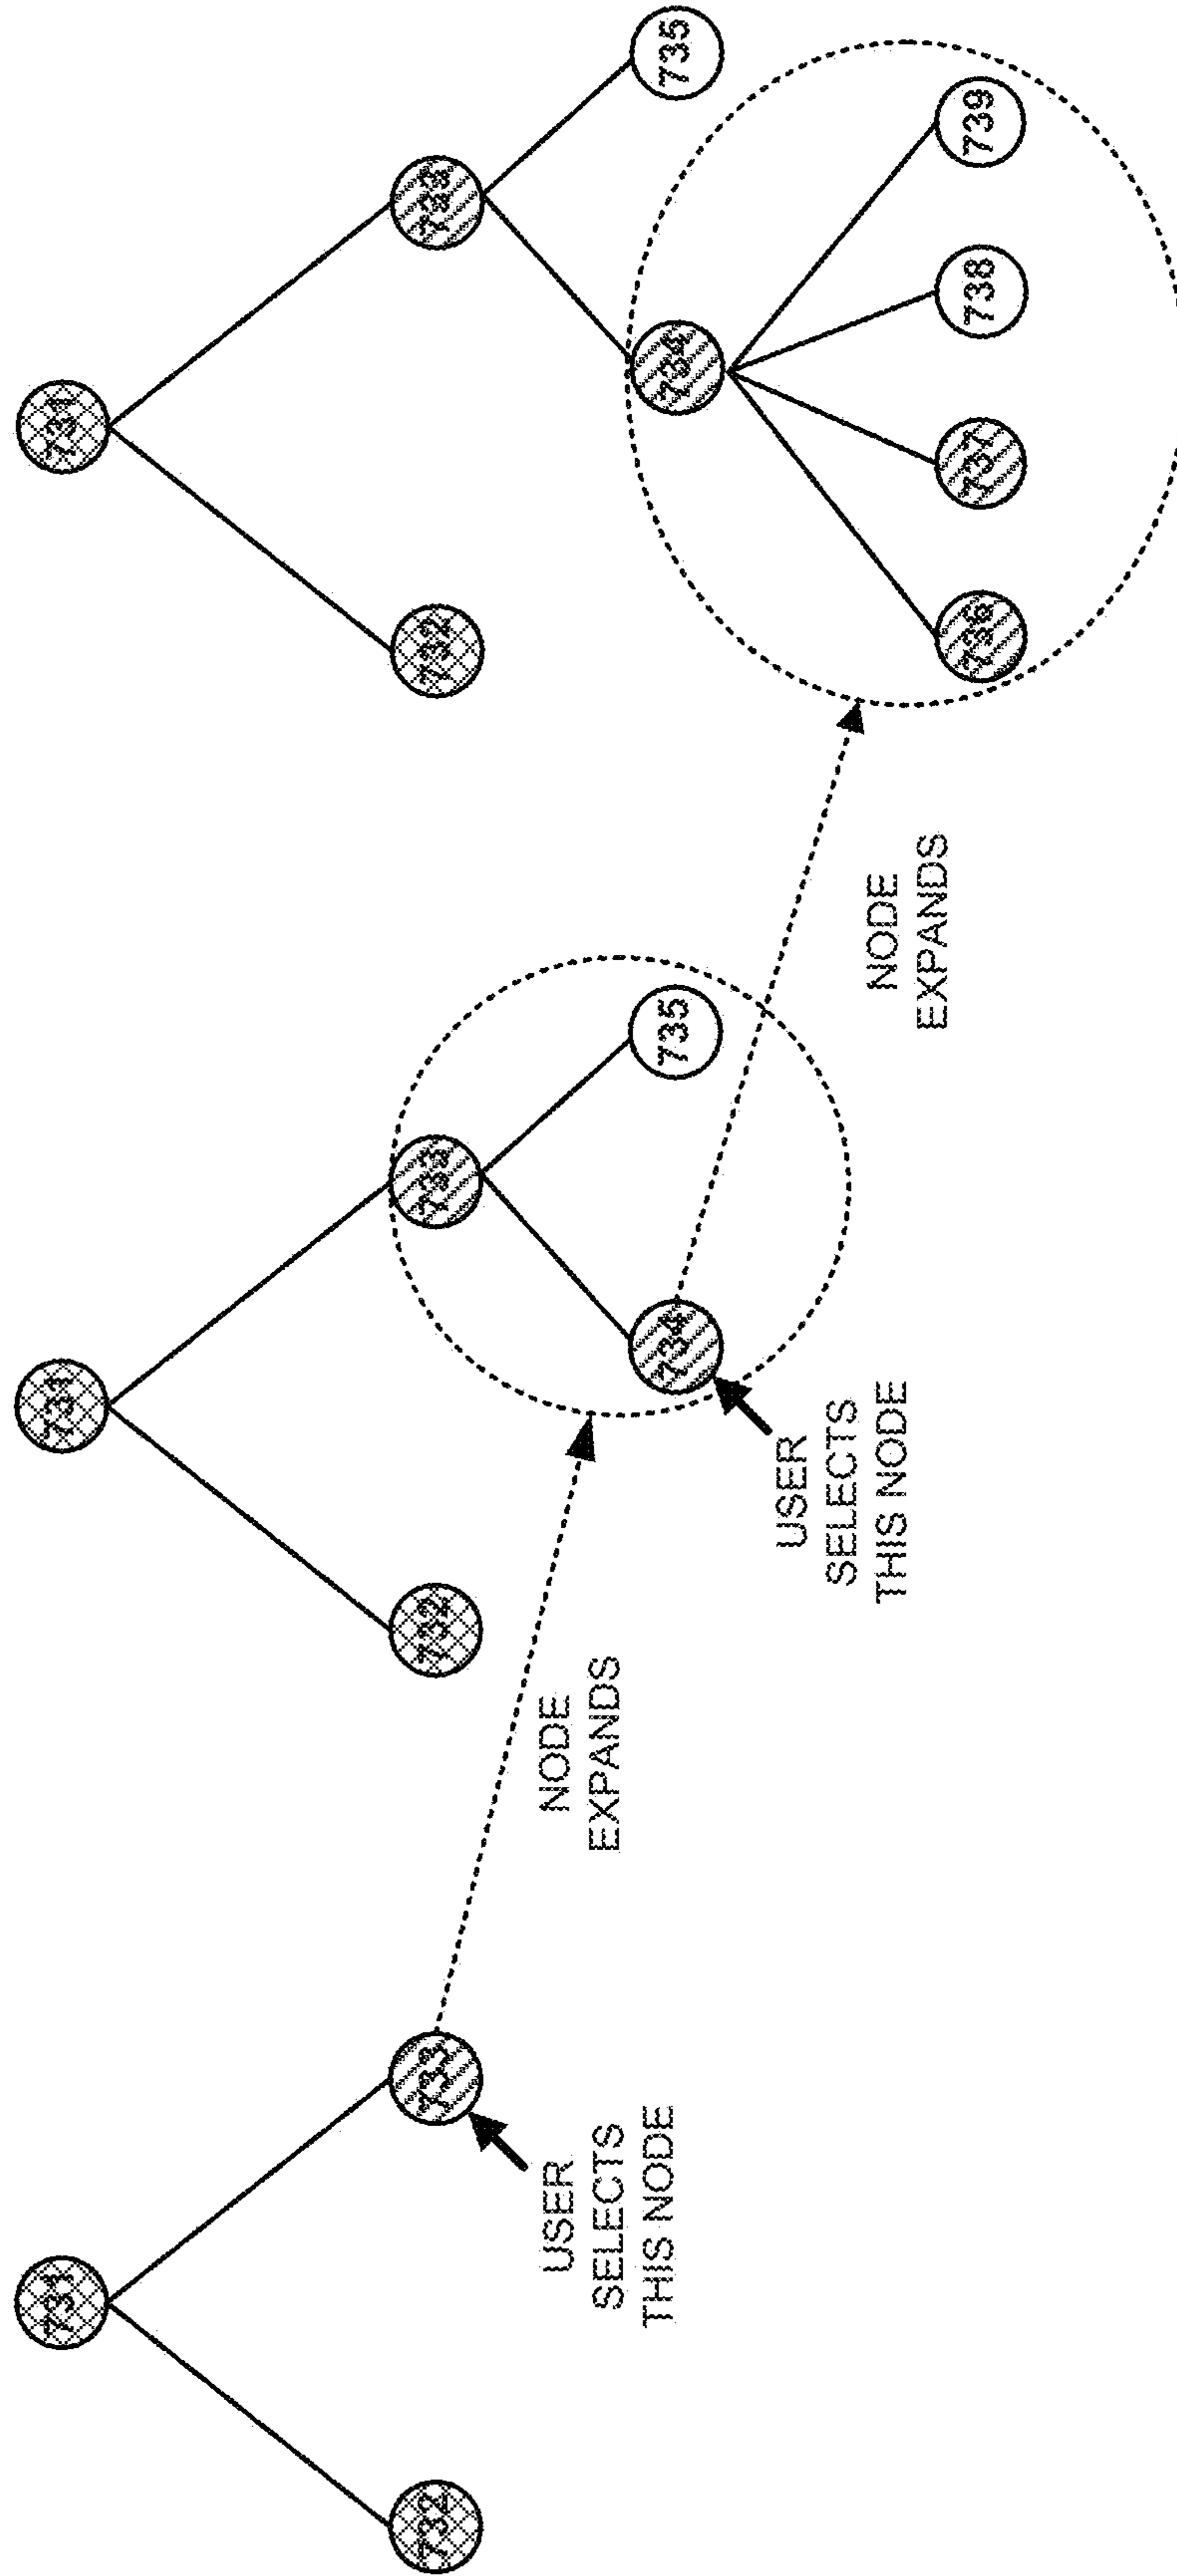 731
732
733
USER
SELECTS
THIS NODE
NODE
EXPANDS
731
732
733
734
735
USER
SELECTS
THIS NODE
NODE
EXPANDS
731
732
733
734
735
736
737
738
739